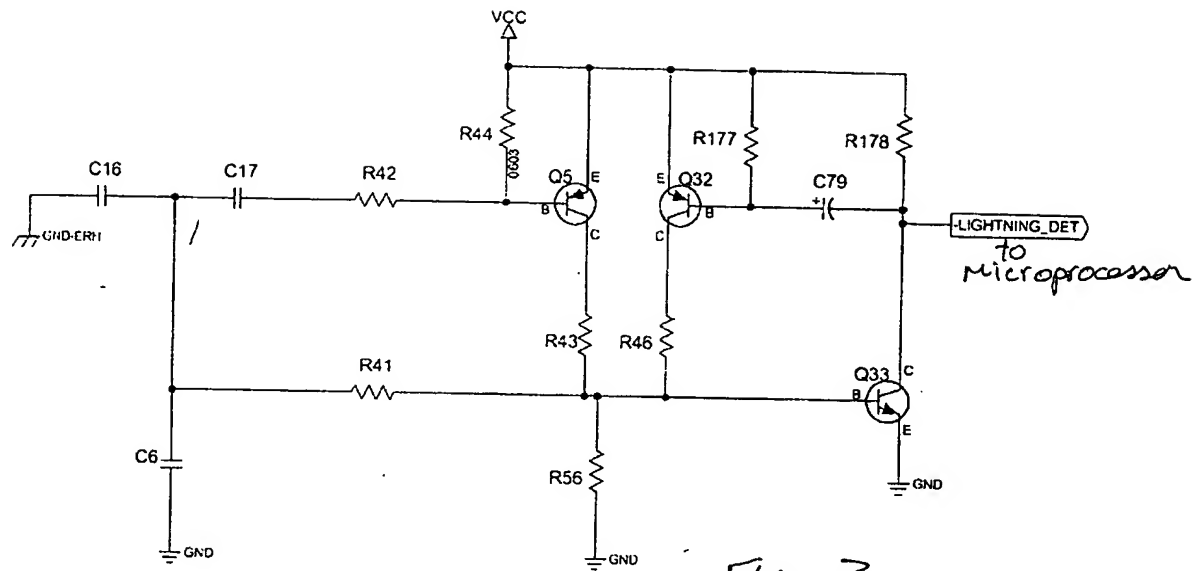 VCC
R44
0603
R177
R178
C16
C17
R42
Q5
E
B
C
E
Q32
B
C
C79
+
GND-ERH
-LIGHTNING_DET
to
Microprocessor
R43
R46
R41
Q33
B
C
E
C6
R56
GND
GND
GND